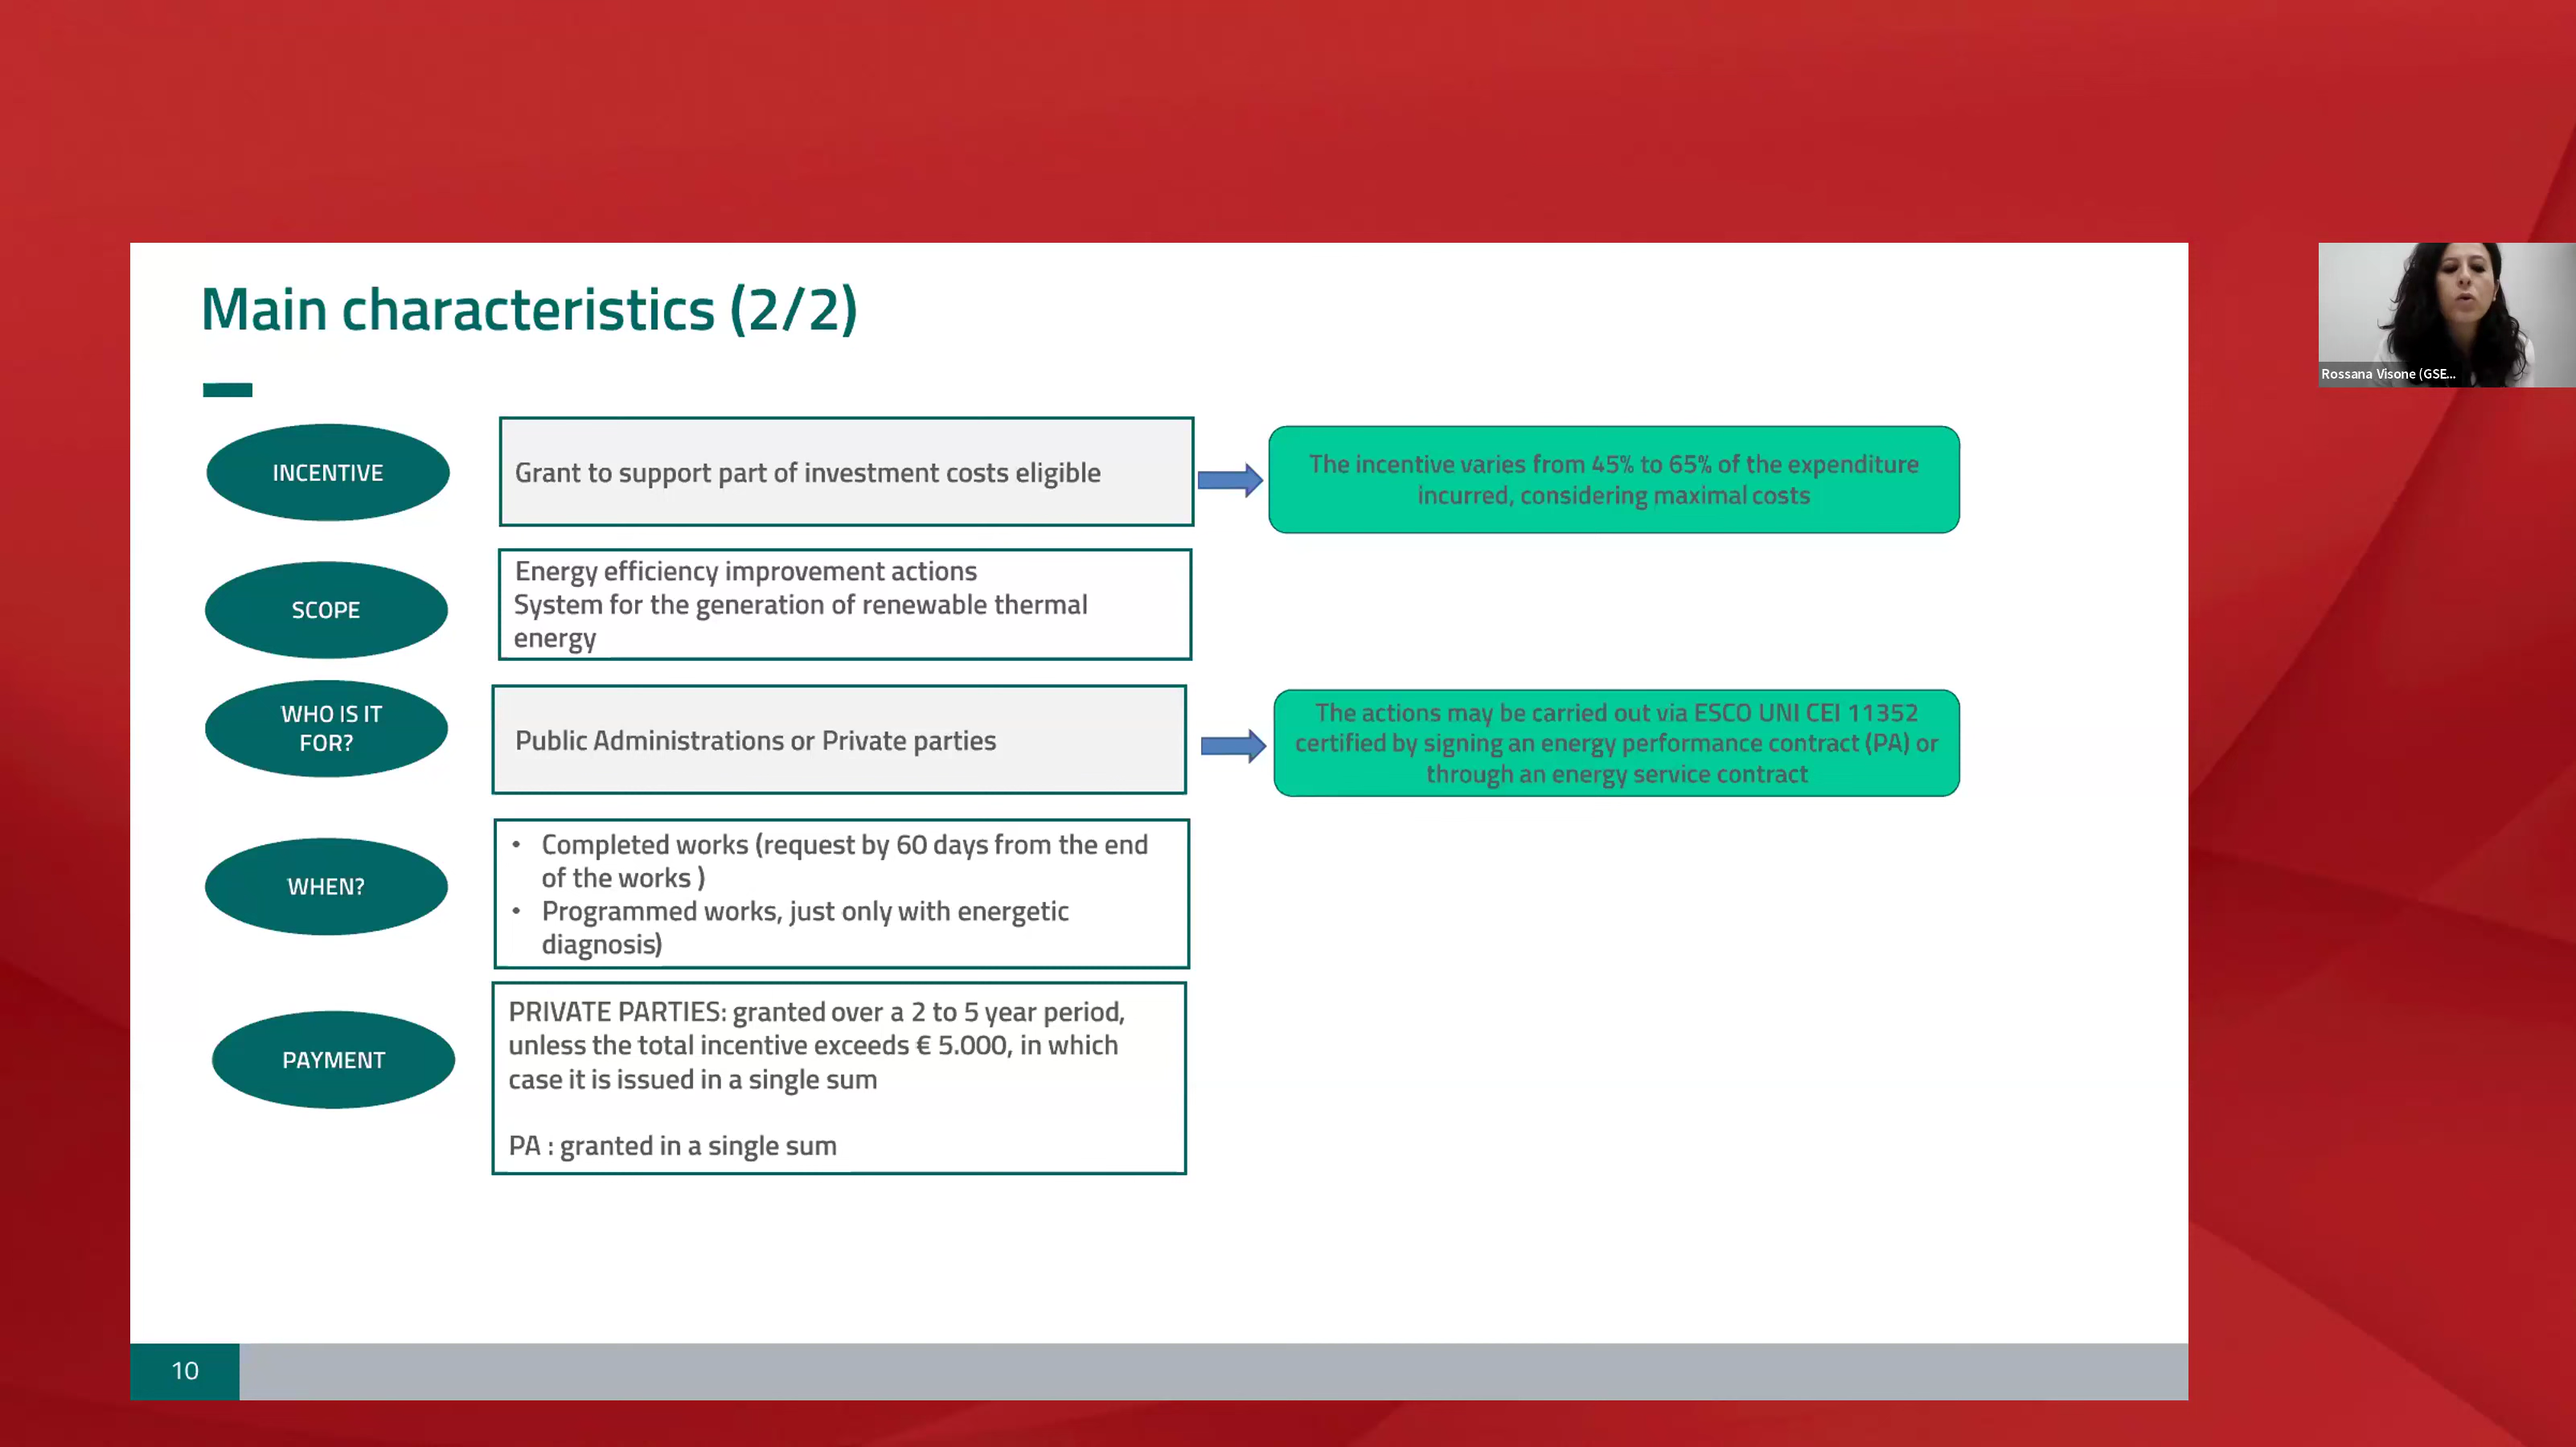 Main characteristics (2/2)
INCENTIVE
Grant to support part of investment costs eligible
The incentive varies from 45% to 65% of the expenditure
incurred, considering maximal costs
SCOPE
Energy efficiency improvement actions
System for the generation of renewable thermal
energy
WHO IS IT
FOR?
Public Administrations or Private parties
The actions may be carried out via ESCO UNI CEI 11352
certified by signing an energy performance contract (PA) or
through an energy service contract
WHEN?
• Completed works (request by 60 days from the end
of the works )
• Programmed works, just only with energetic
diagnosis)
PAYMENT
PRIVATE PARTIES: granted over a 2 to 5 year period,
unless the total incentive exceeds € 5.000, in which
case it is issued in a single sum
PA : granted in a single sum
10
Rossana Visone (GSE...